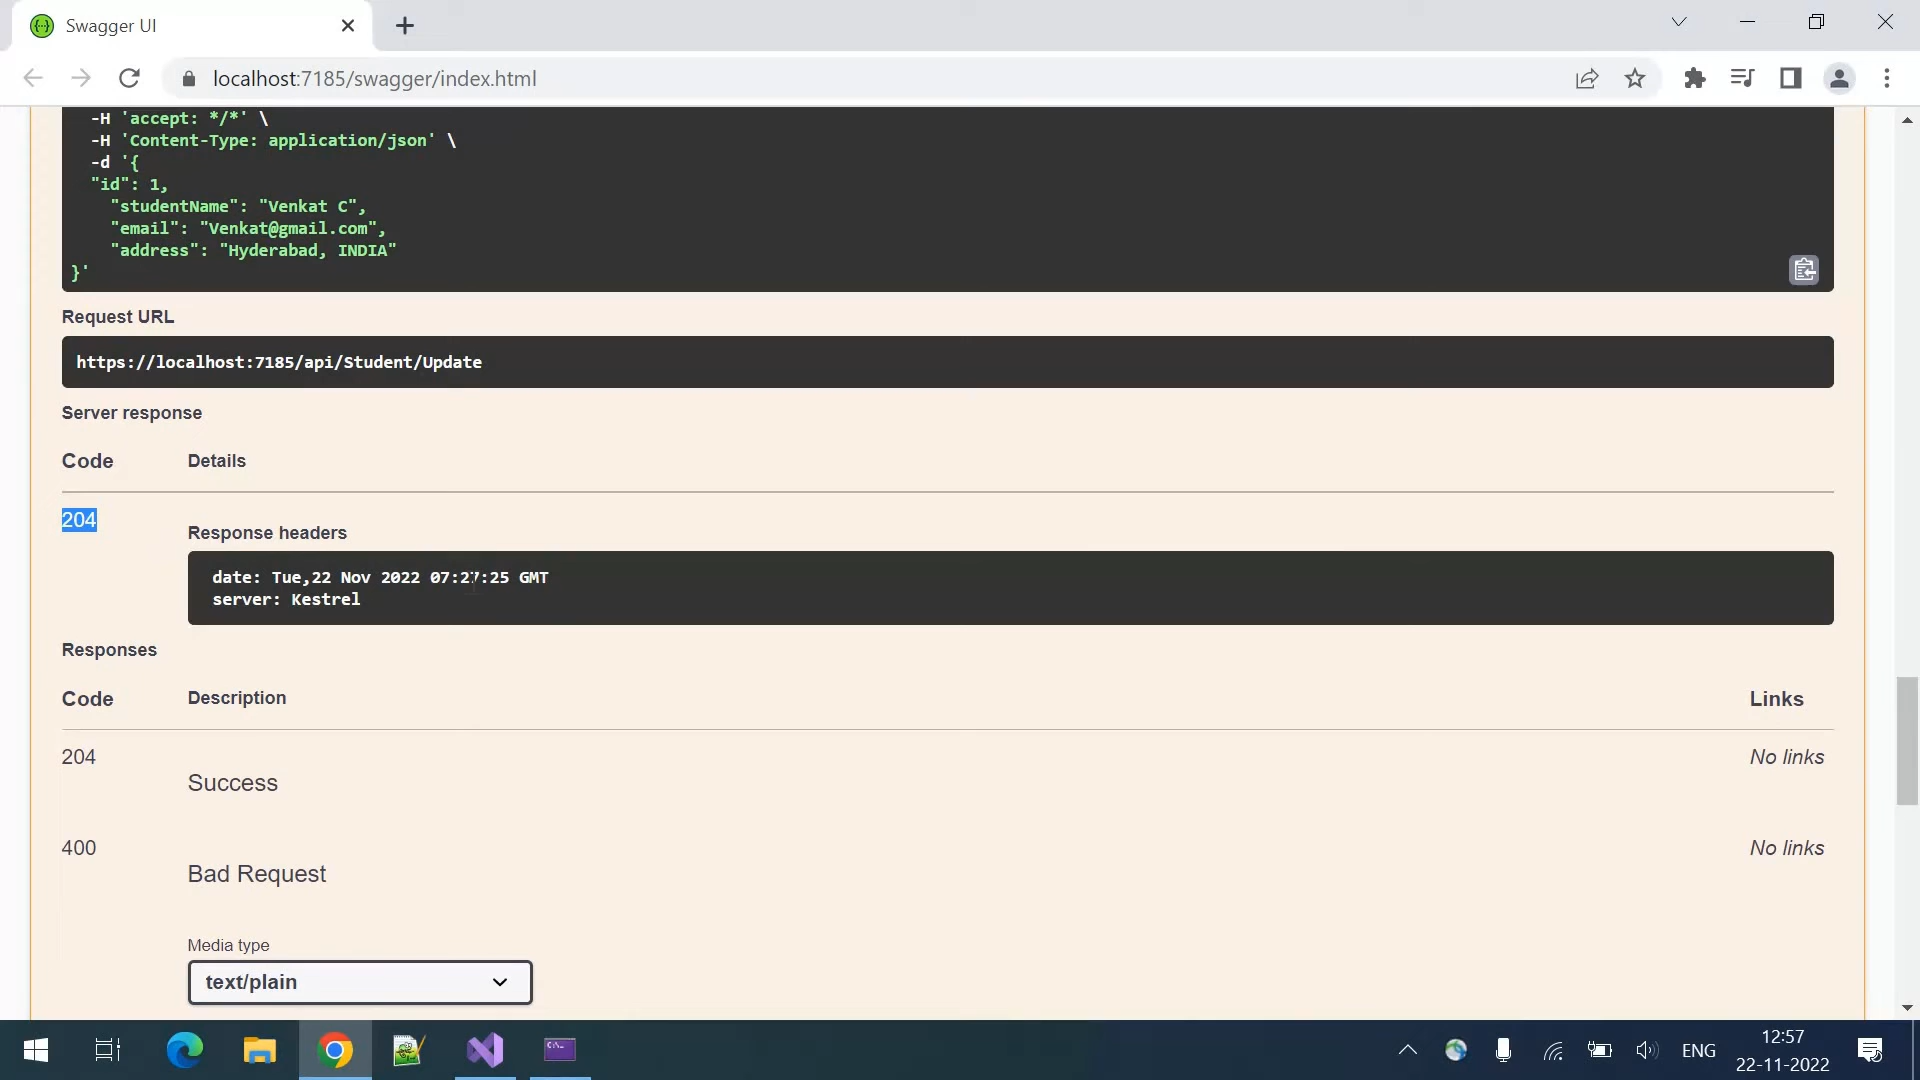 Swagger UI
localhost:7185/swagger/index.html
-H 'accept: */*' \
-H 'Content-Type: application/json' \
-d '{
"id": 1,
"studentName": "Venkat C",
"email": "Venkat@gmail.com",
"address": "Hyderabad, INDIA"
}'
Request URL
https://localhost:7185/api/Student/Update
Server response
Code Details
204
Response headers
date: Tue,22 Nov 2022 07:27:25 GMT
server: Kestrel
Responses
Code Description Links
204 No links
Success
400 No links
Bad Request
Media type
text/plain
ENG
12:57
22-11-2022